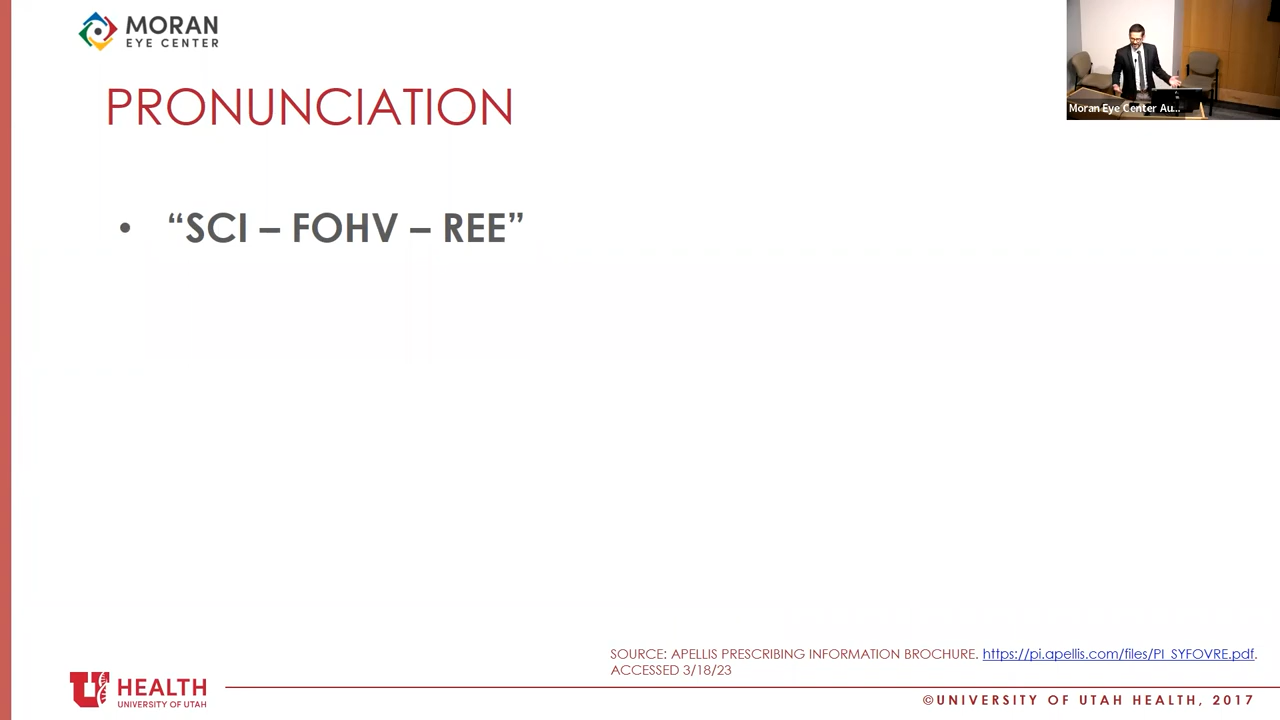 MORAN
EYE CENTER
Moran Eye Center Au...
PRONUNCIATION
• “SCI – FOHV – REE”
SOURCE: APELLIS PRESCRIBING INFORMATION BROCHURE. https://pi.apellis.com/files/PI_SYFOVRE.pdf.
ACCESSED 3/18/23
U HEALTH
UNIVERSITY OF UTAH
©UNIVERSITY OF UTAH HEALTH, 2017